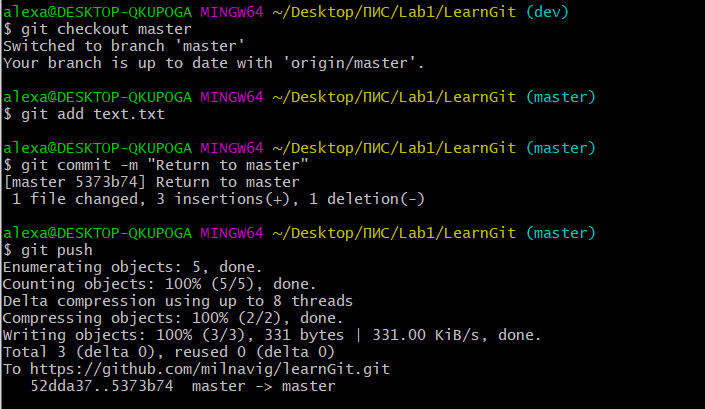 alexa@DESKTOP-QKUPOGA MINGW64 ~/Desktop/ПИС/Lab1/LearnGit (dev)
$ git checkout master
Switched to branch 'master'
Your branch is up to date with 'origin/master'.
alexa@DESKTOP-QKUPOGA MINGW64 ~/Desktop/ПИС/Lab1/LearnGit (master)
$ git add text.txt
alexa@DESKTOP-QKUPOGA MINGW64 ~/Desktop/ПИС/Lab1/LearnGit (master)
$ git commit -m "Return to master"
[master 5373b74] Return to master
 1 file changed, 3 insertions(+), 1 deletion(-)
alexa@DESKTOP-QKUPOGA MINGW64 ~/Desktop/ПИС/Lab1/LearnGit (master)
$ git push
Enumerating objects: 5, done.
Counting objects: 100% (5/5), done.
Delta compression using up to 8 threads
Compressing objects: 100% (2/2), done.
Writing objects: 100% (3/3), 331 bytes | 331.00 KiB/s, done.
Total 3 (delta 0), reused 0 (delta 0)
To https://github.com/milnavig/learnGit.git
   52dda37..5373b74  master -> master